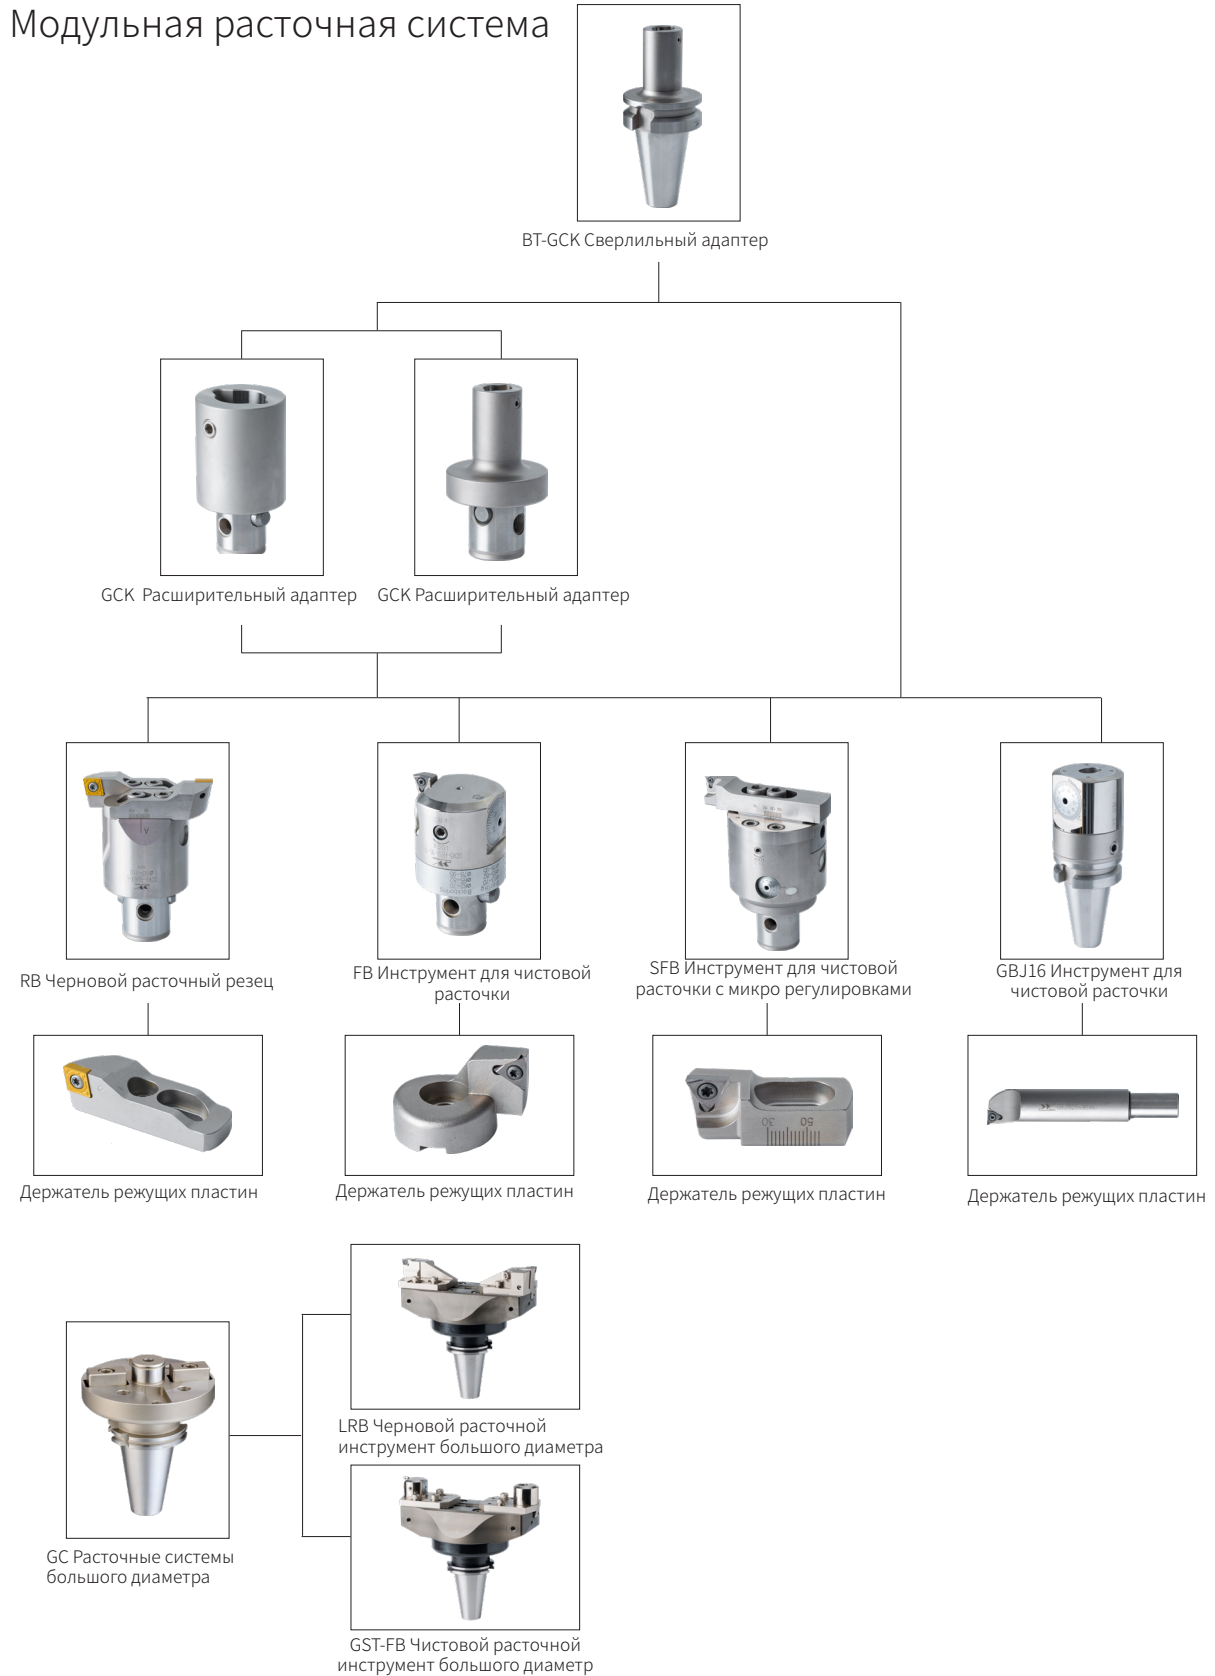 Модульная расточная система
BT-GCK Сверлильный адаптер
GCK Расширительный адаптер
GCK Расширительный адаптер
RB Черновой расточный резец
FB Инструмент для чистовой
расточки
SFB Инструмент для чистовой
расточки с микро регулировками
GBJ16 Инструмент для
чистовой расточки
30
50
Держатель режущих пластин
Держатель режущих пластин
Держатель режущих пластин
Держатель режущих пластин
LRB Черновой расточной
инструмент большого диаметра
GC Расточные системы
большого диаметра
GST-FB Чистовой расточной
инструмент большого диаметр